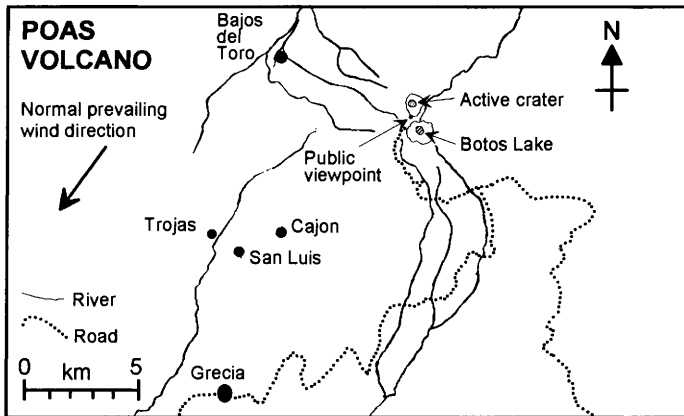 POAS
VOLCANO
Normal prevailing
wind direction
Bajos
del
Toro
N
Active crater
Botos Lake
Public
viewpoint
Trojas
Cajon
San Luis
River
Road
0 km 5
Grecia